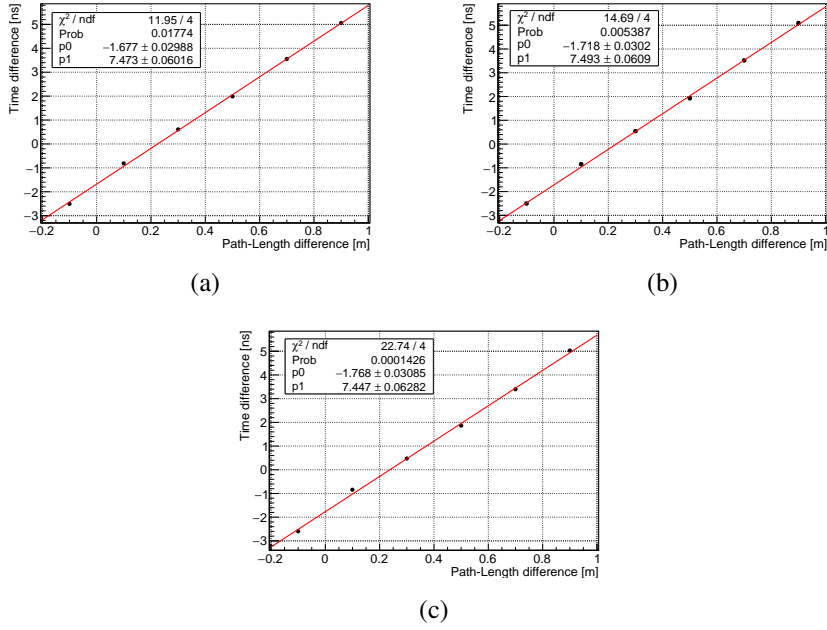 χ² / ndf 11.95 / 4
Prob 0.01774
p0 −1.677 ± 0.02988
p1 7.473 ± 0.06016
Time difference [ns]
5
4
3
2
1
0
−1
−2
−3
−0.2 0 0.2 0.4 0.6 0.8 1
Path-Length difference [m]
(a)
χ² / ndf 14.69 / 4
Prob 0.005387
p0 −1.718 ± 0.0302
p1 7.493 ± 0.0609
Time difference [ns]
5
4
3
2
1
0
−1
−2
−3
−0.2 0 0.2 0.4 0.6 0.8 1
Path-Length difference [m]
(b)
χ² / ndf 22.74 / 4
Prob 0.0001426
p0 −1.768 ± 0.03085
p1 7.447 ± 0.06282
Time difference [ns]
5
4
3
2
1
0
−1
−2
−3
−0.2 0 0.2 0.4 0.6 0.8 1
Path-Length difference [m]
(c)